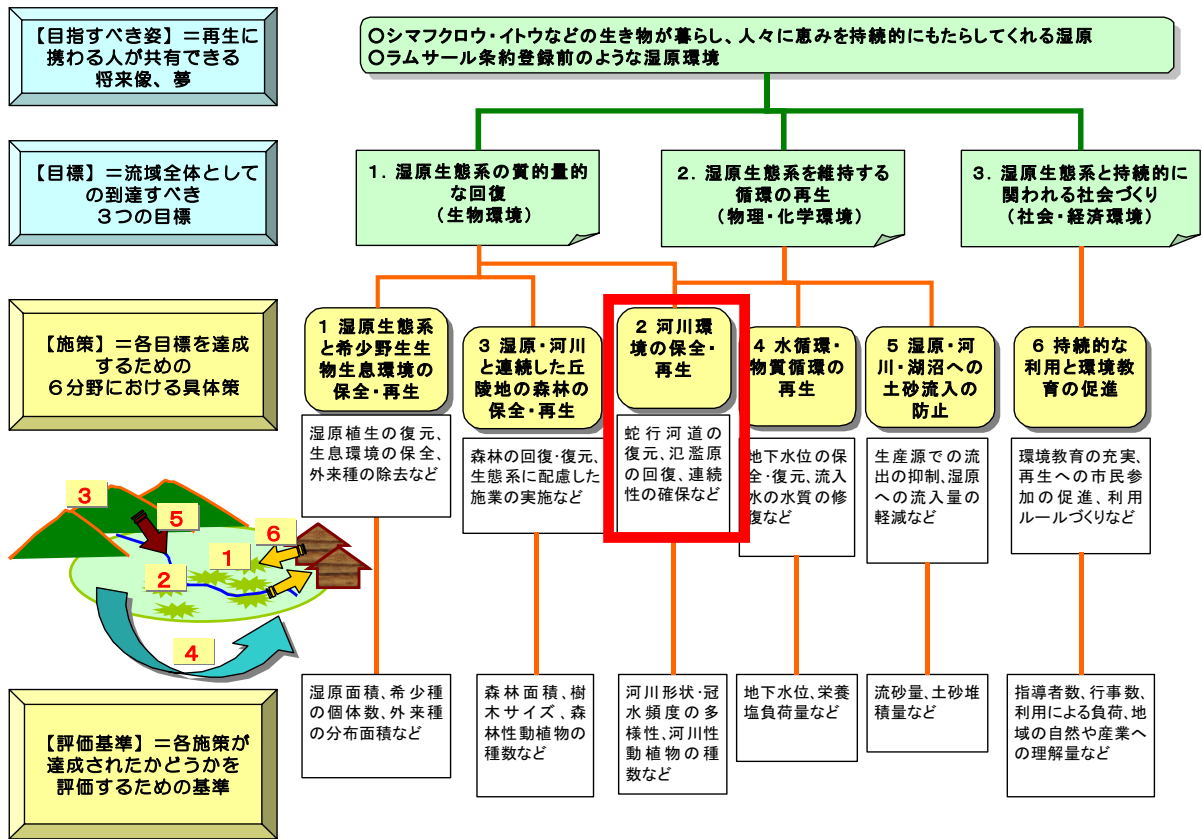 【目指すべき姿】＝再生に
携わる人が共有できる
将来像、夢
○シマフクロウ・イトウなどの生き物が暮らし、人々に恵みを持続的にもたらしてくれる湿原
○ラムサール条約登録前のような湿原環境
【目標】＝流域全体として
の到達すべき
３つの目標
１．湿原生態系の質的量的
な回復
（生物環境）
２．湿原生態系を維持する
循環の再生
（物理・化学環境）
３．湿原生態系と持続的に
関われる社会づくり
（社会・経済環境）
【施策】＝各目標を達成
するための
６分野における具体策
１ 湿原生態系
と希少野生生
物生息環境の
保全・再生
湿原植生の復元、
生息環境の保全、
外来種の除去など
３ 湿原・河川
と連続した丘
陵地の森林の
保全・再生
森林の回復・復元、
生態系に配慮した
施業の実施など
２ 河川環
境の保全・
再生
蛇行河道の
復元、氾濫原
の回復、連続
性の確保など
４ 水循環・
物質循環の
再生
地下水位の保
全・復元、流入
水の水質の修
復など
５ 湿原・河
川・湖沼への
土砂流入の
防止
生産源での流
出の抑制、湿原
への流入量の
軽減など
６ 持続的な
利用と環境教
育の促進
環境教育の充実、
再生への市民参
加の促進、利用
ルールづくりなど
３
５
６
１
２
４
【評価基準】＝各施策が
達成されたかどうかを
評価するための基準
湿原面積、希少種
の個体数、外来種
の分布面積など
森林面積、樹
木サイズ、森
林性動植物の
種数など
河川形状・冠
水頻度の多
様性、河川性
動植物の種
数など
地下水位、栄養
塩負荷量など
流砂量、土砂堆
積量など
指導者数、行事数、
利用による負荷、地
域の自然や産業へ
の理解量など